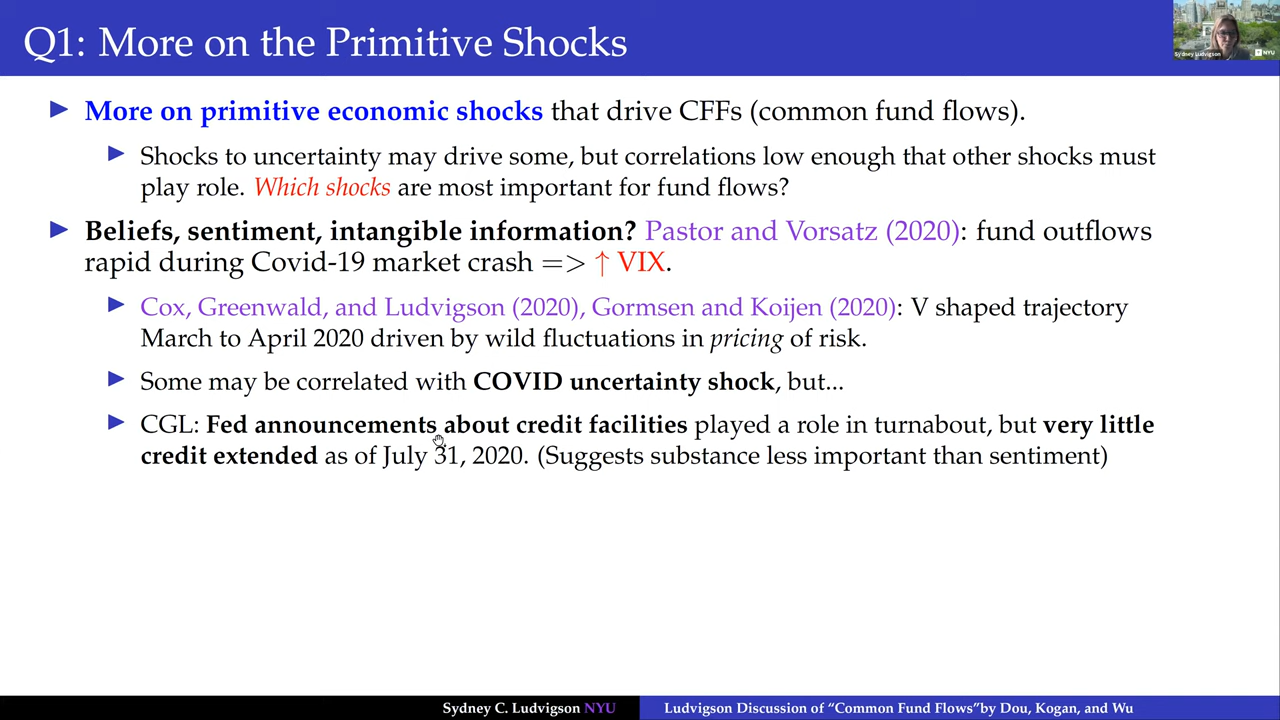 Q1: More on the Primitive Shocks
Sydney Ludvigson
NYU
More on primitive economic shocks that drive CFFs (common fund flows).
Shocks to uncertainty may drive some, but correlations low enough that other shocks must
play role. Which shocks are most important for fund flows?
Beliefs, sentiment, intangible information? Pastor and Vorsatz (2020): fund outflows
rapid during Covid-19 market crash => ↑ VIX.
Cox, Greenwald, and Ludvigson (2020), Gormsen and Koijen (2020): V shaped trajectory
March to April 2020 driven by wild fluctuations in pricing of risk.
Some may be correlated with COVID uncertainty shock, but...
CGL: Fed announcements about credit facilities played a role in turnabout, but very little
credit extended as of July 31, 2020. (Suggests substance less important than sentiment)
Sydney C. Ludvigson NYU
Ludvigson Discussion of “Common Fund Flows”by Dou, Kogan, and Wu